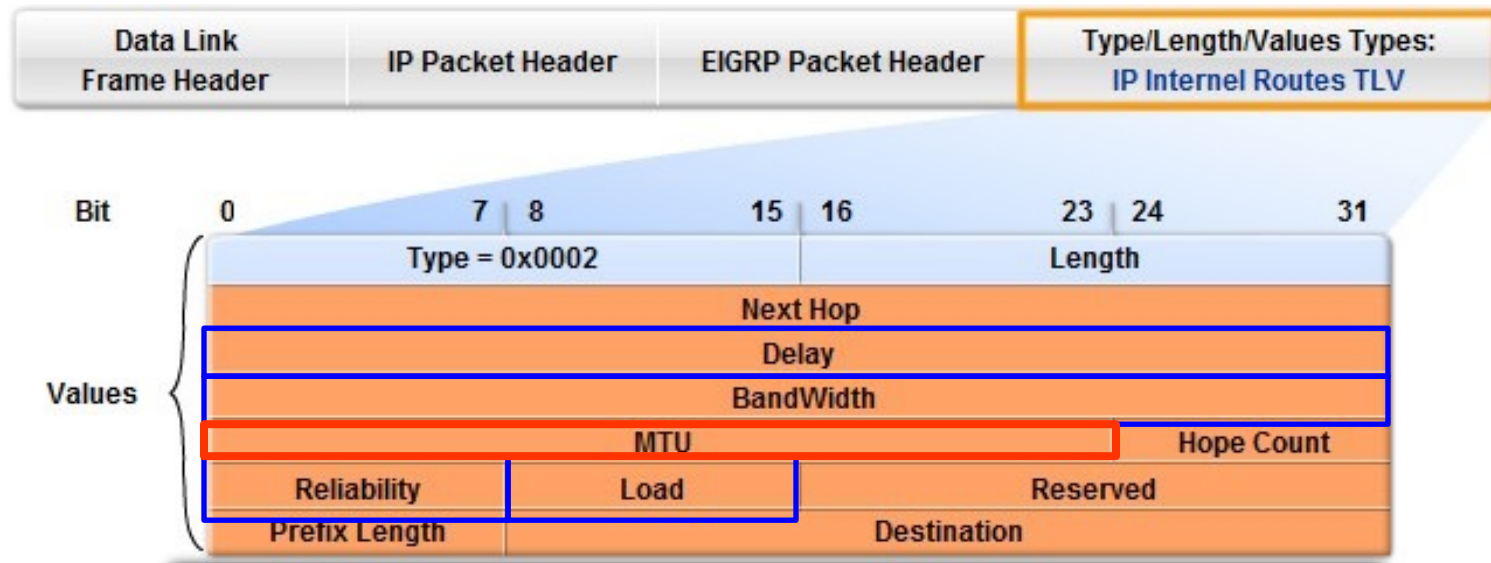 Data Link
Frame Header
IP Packet Header
EIGRP Packet Header
Type/Length/Values Types:
IP Internel Routes TLV
Bit 0 7 8 15 16 23 24 31
Type = 0x0002 Length
Next Hop
Delay
Values
BandWidth
MTU Hope Count
Reliability Load Reserved
Prefix Length Destination